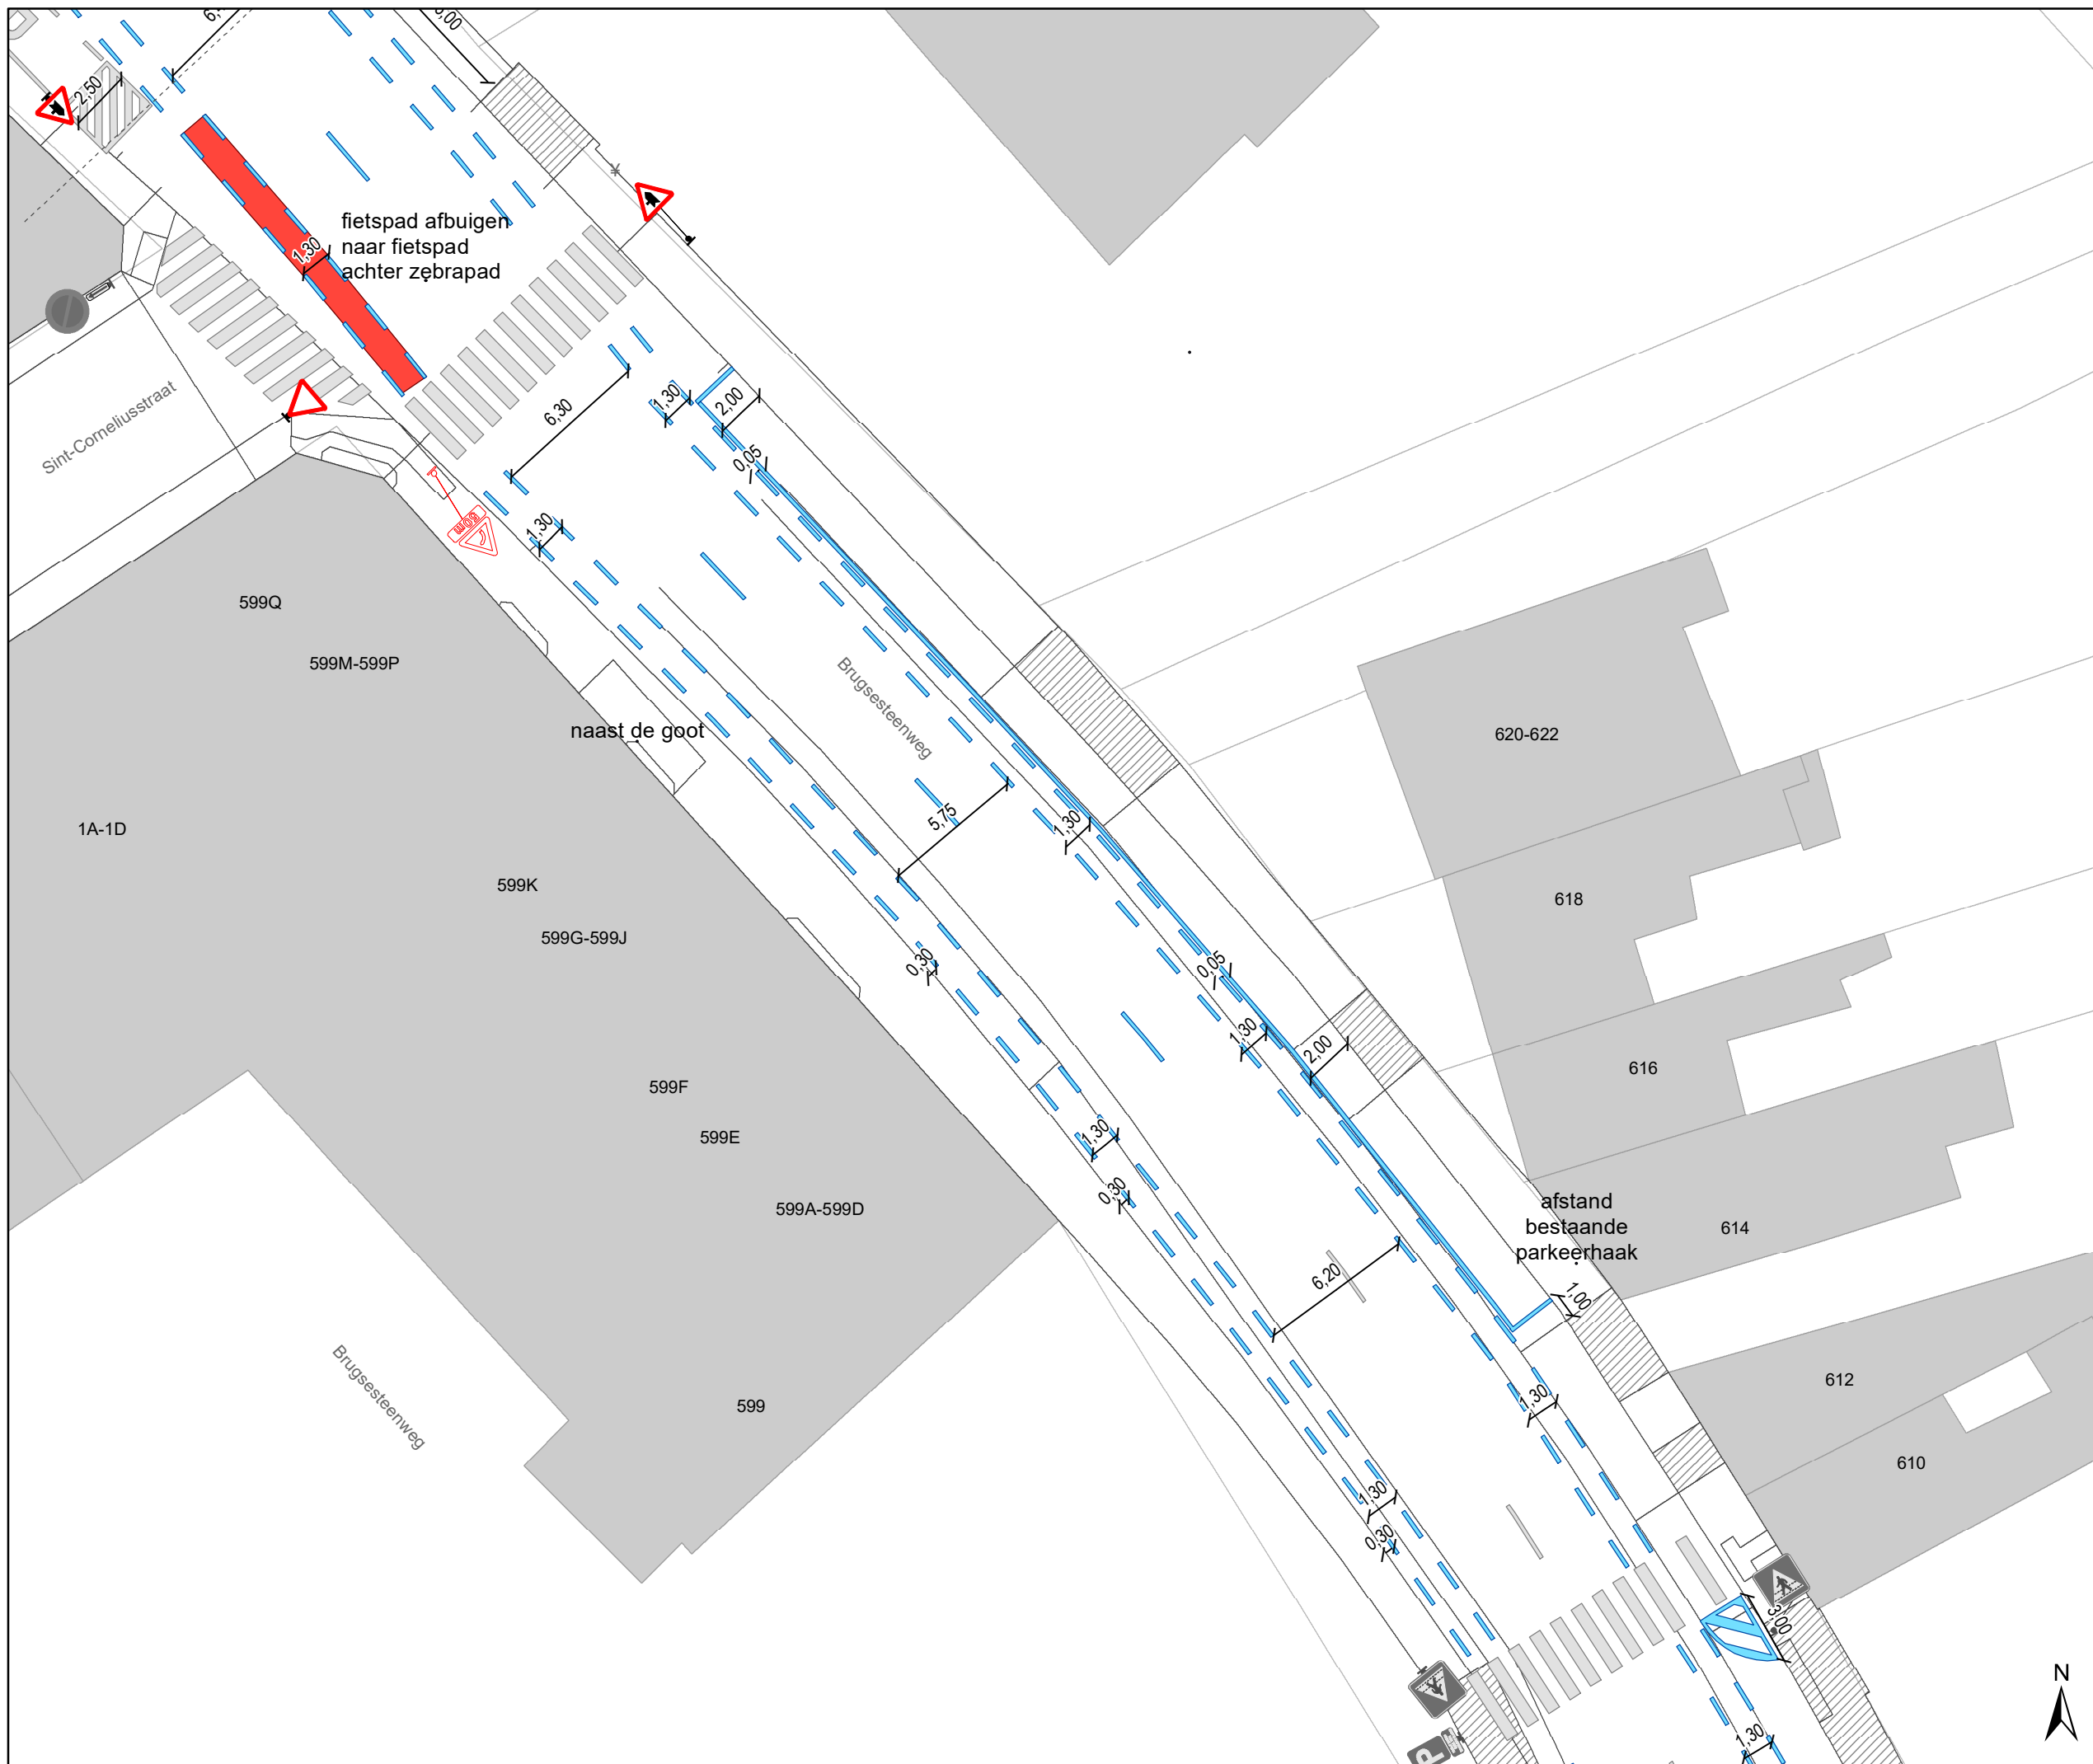 5,00
2,50
fietspad afbuigen
naar fietspad
achter zebrapad
1,30
Sint-Corneliusstraat
6,30
1,30
2,00
0,05
1,30
50m
599Q
599M-599P
naast de goot
Brugsesteenweg
620-622
1A-1D
5,75
1,30
599K
618
599G-599J
0,30
0,05
1,30
2,00
616
599F
599E
1,30
0,30
599A-599D
afstand
bestaande
parkeerhaak
614
6,20
1,00
Brugsesteenweg
599
612
1,30
610
1,30
0,30
3,00
N
P
1,30